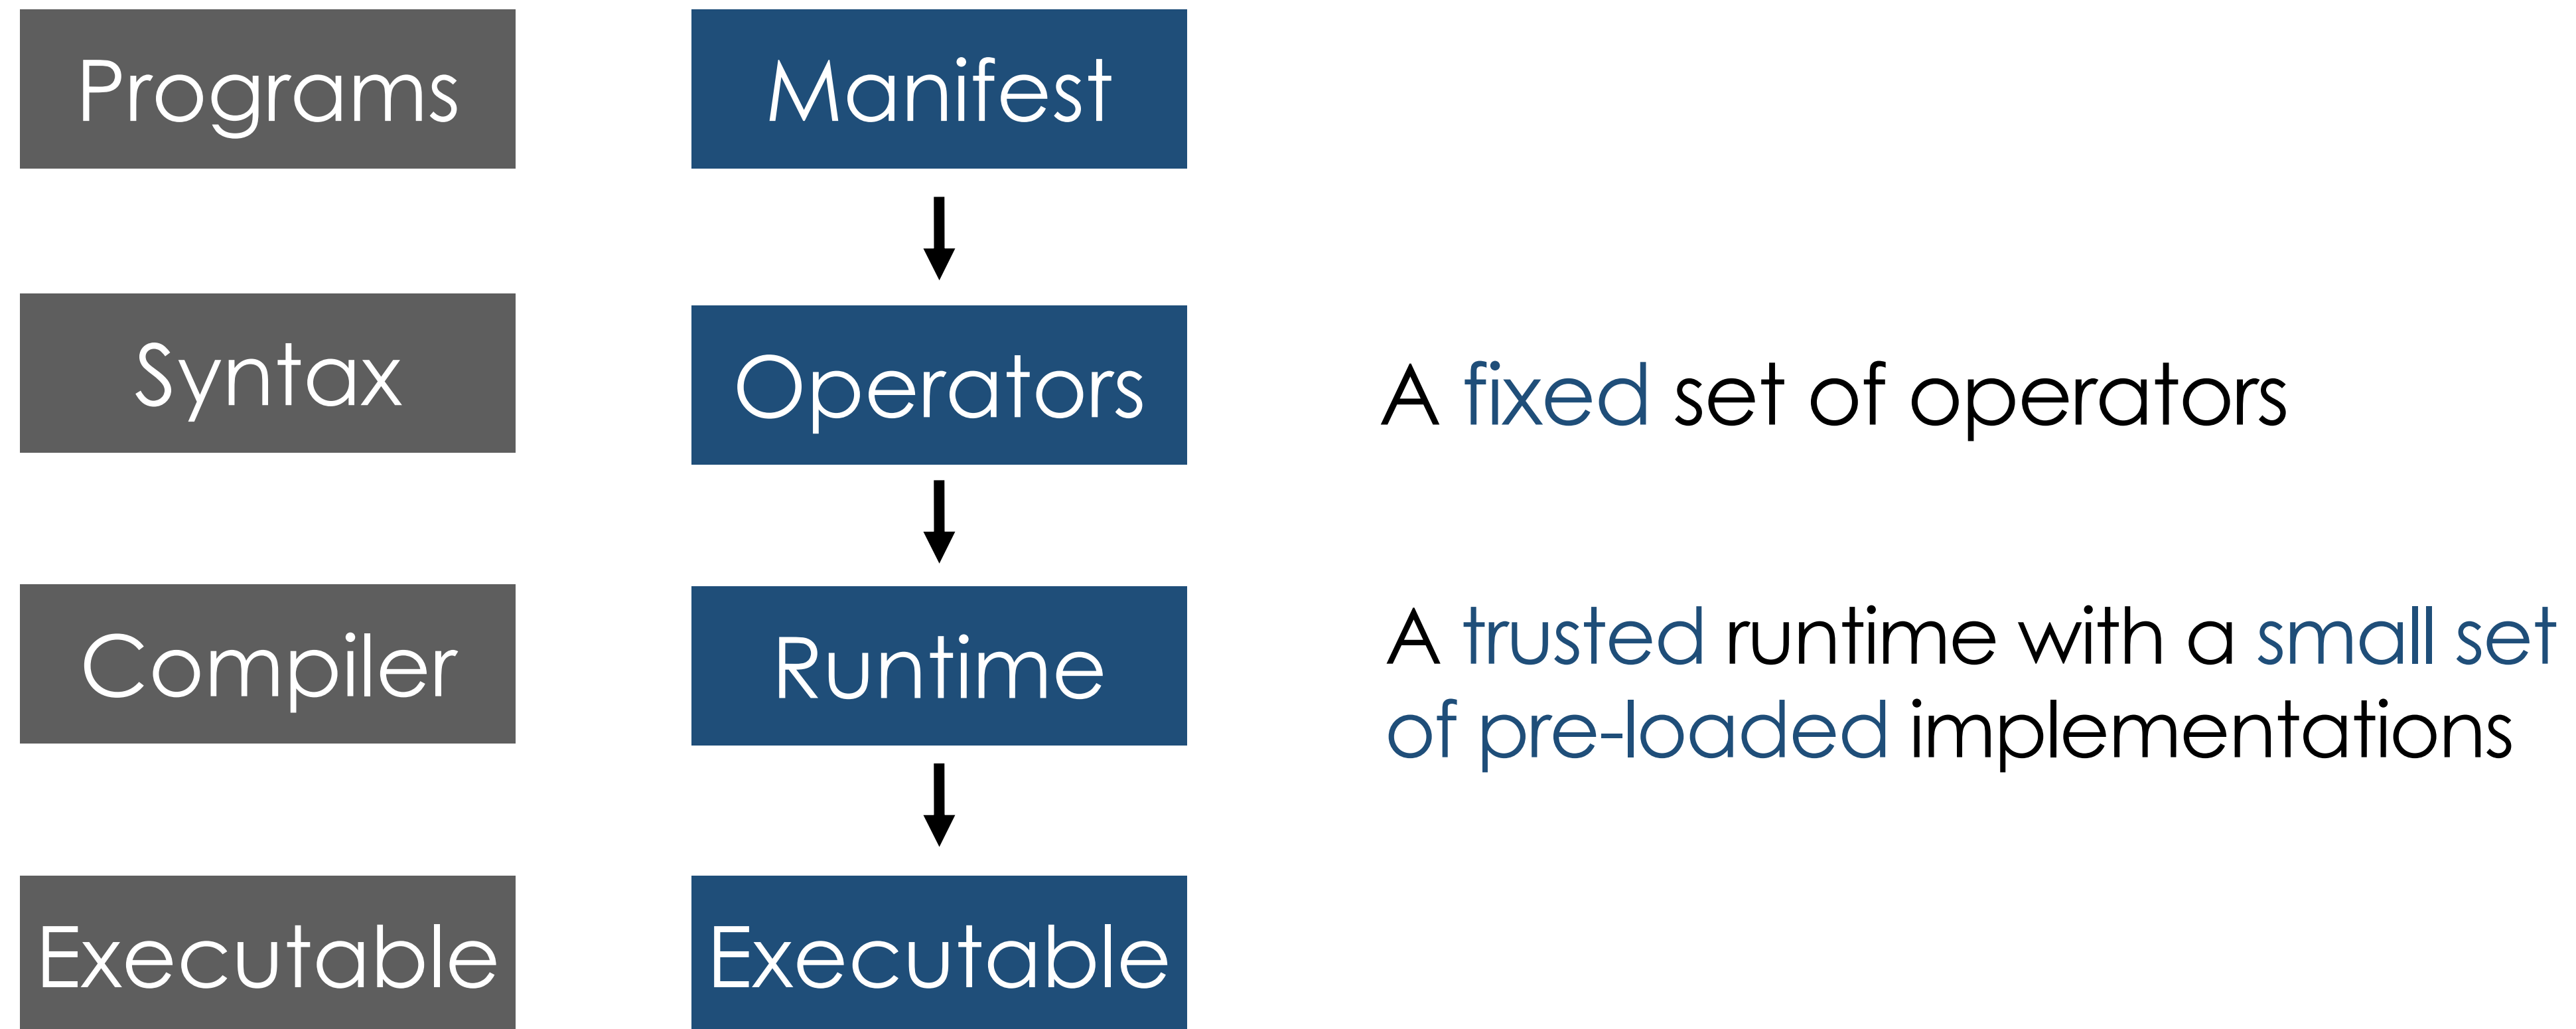 Programs
Manifest
Syntax
Operators
A fixed set of operators
Compiler
Runtime
A trusted runtime with a small set
of pre-loaded implementations
Executable
Executable